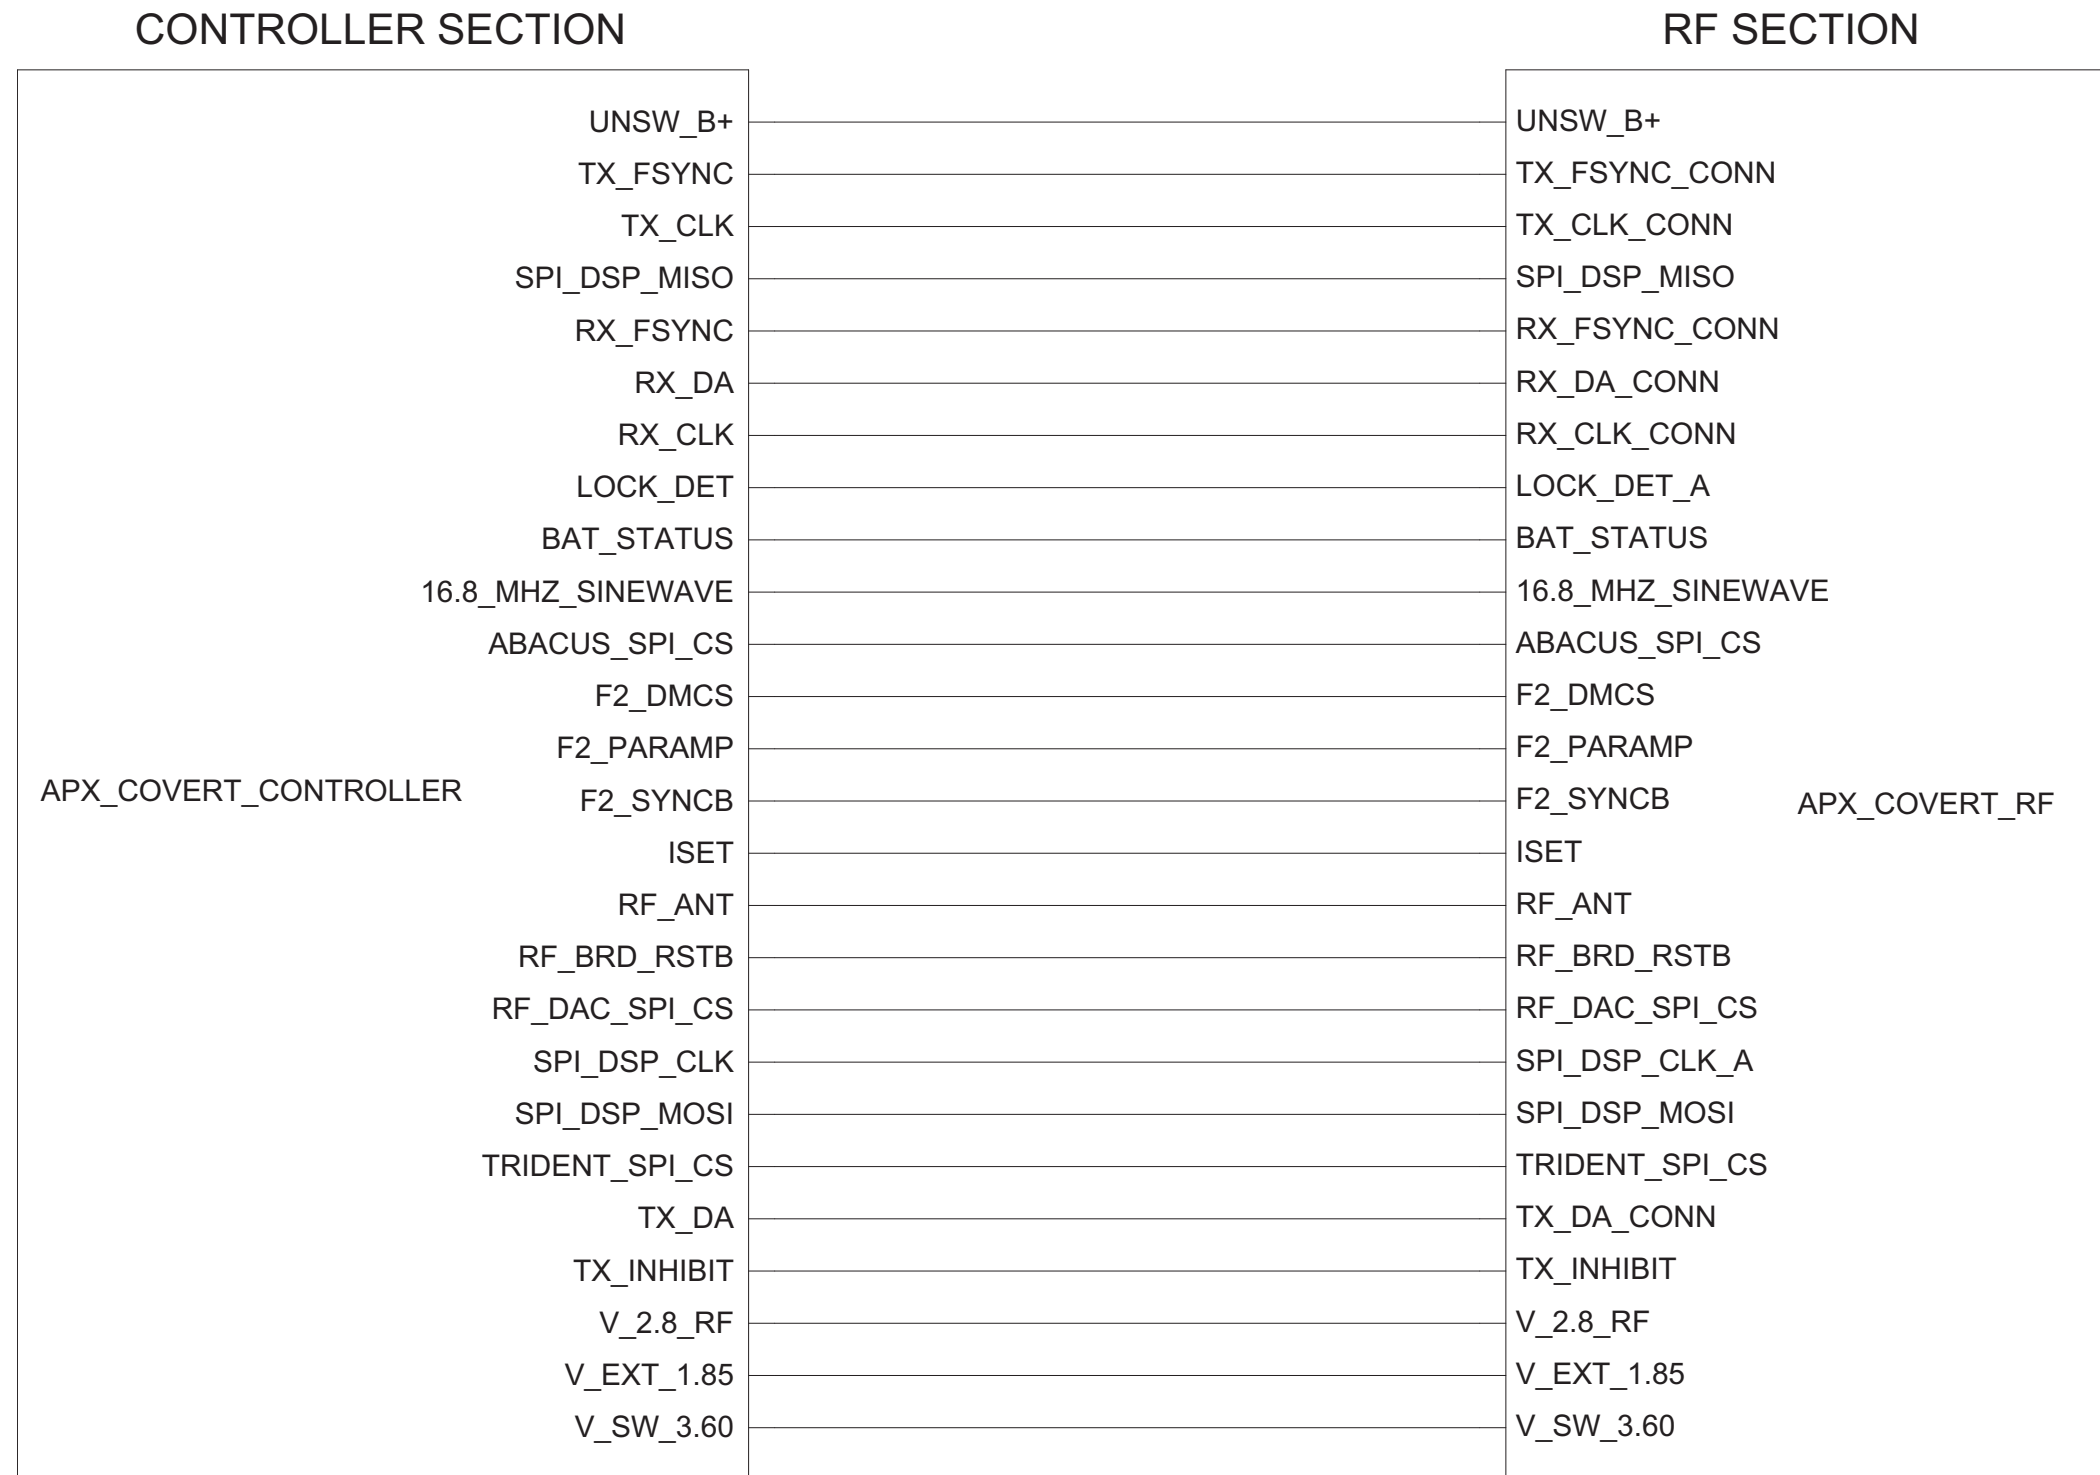 CONTROLLER SECTION
RF SECTION
UNSW_B+ UNSW_B+
TX_FSYNC TX_FSYNC_CONN
TX_CLK TX_CLK_CONN
SPI_DSP_MISO SPI_DSP_MISO
RX_FSYNC RX_FSYNC_CONN
RX_DA RX_DA_CONN
RX_CLK RX_CLK_CONN
LOCK_DET LOCK_DET_A
BAT_STATUS BAT_STATUS
16.8_MHZ_SINEWAVE 16.8_MHZ_SINEWAVE
ABACUS_SPI_CS ABACUS_SPI_CS
F2_DMCS F2_DMCS
F2_PARAMP F2_PARAMP
APX_COVERT_CONTROLLER F2_SYNCB F2_SYNCB APX_COVERT_RF
ISET ISET
RF_ANT RF_ANT
RF_BRD_RSTB RF_BRD_RSTB
RF_DAC_SPI_CS RF_DAC_SPI_CS
SPI_DSP_CLK SPI_DSP_CLK_A
SPI_DSP_MOSI SPI_DSP_MOSI
TRIDENT_SPI_CS TRIDENT_SPI_CS
TX_DA TX_DA_CONN
TX_INHIBIT TX_INHIBIT
V_2.8_RF V_2.8_RF
V_EXT_1.85 V_EXT_1.85
V_SW_3.60 V_SW_3.60